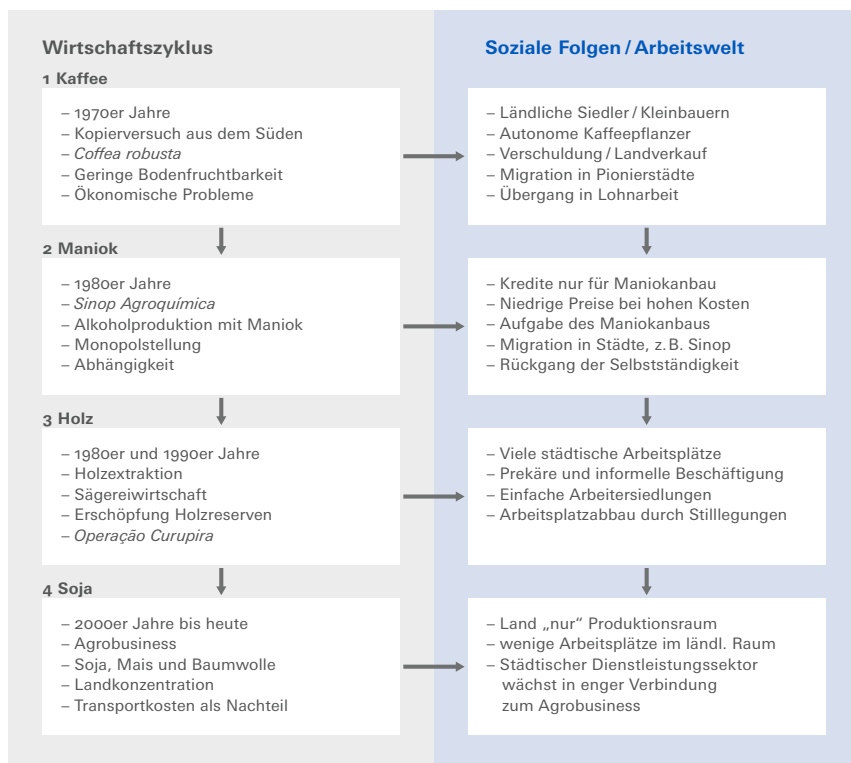 Wirtschaftszyklus
Soziale Folgen / Arbeitswelt
1 Kaffee
– 1970er Jahre
– Kopierversuch aus dem Süden
– Coffea robusta
– Geringe Bodenfruchtbarkeit
– Ökonomische Probleme
– Ländliche Siedler / Kleinbauern
– Autonome Kaffeepflanzer
– Verschuldung / Landverkauf
– Migration in Pionierstädte
– Übergang in Lohnarbeit
2 Maniok
– 1980er Jahre
– Sinop Agroquímica
– Alkoholproduktion mit Maniok
– Monopolstellung
– Abhängigkeit
– Kredite nur für Maniokanbau
– Niedrige Preise bei hohen Kosten
– Aufgabe des Maniokanbaus
– Migration in Städte, z. B. Sinop
– Rückgang der Selbstständigkeit
3 Holz
– 1980er und 1990er Jahre
– Holzextraktion
– Sägereiwirtschaft
– Erschöpfung Holzreserven
– Operação Curupira
– Viele städtische Arbeitsplätze
– Prekäre und informelle Beschäftigung
– Einfache Arbeitersiedlungen
– Arbeitsplatzabbau durch Stilllegungen
4 Soja
– 2000er Jahre bis heute
– Agrobusiness
– Soja, Mais und Baumwolle
– Landkonzentration
– Transportkosten als Nachteil
– Land „nur“ Produktionsraum
– wenige Arbeitsplätze im ländl. Raum
– Städtischer Dienstleistungssektor
wächst in enger Verbindung
zum Agrobusiness